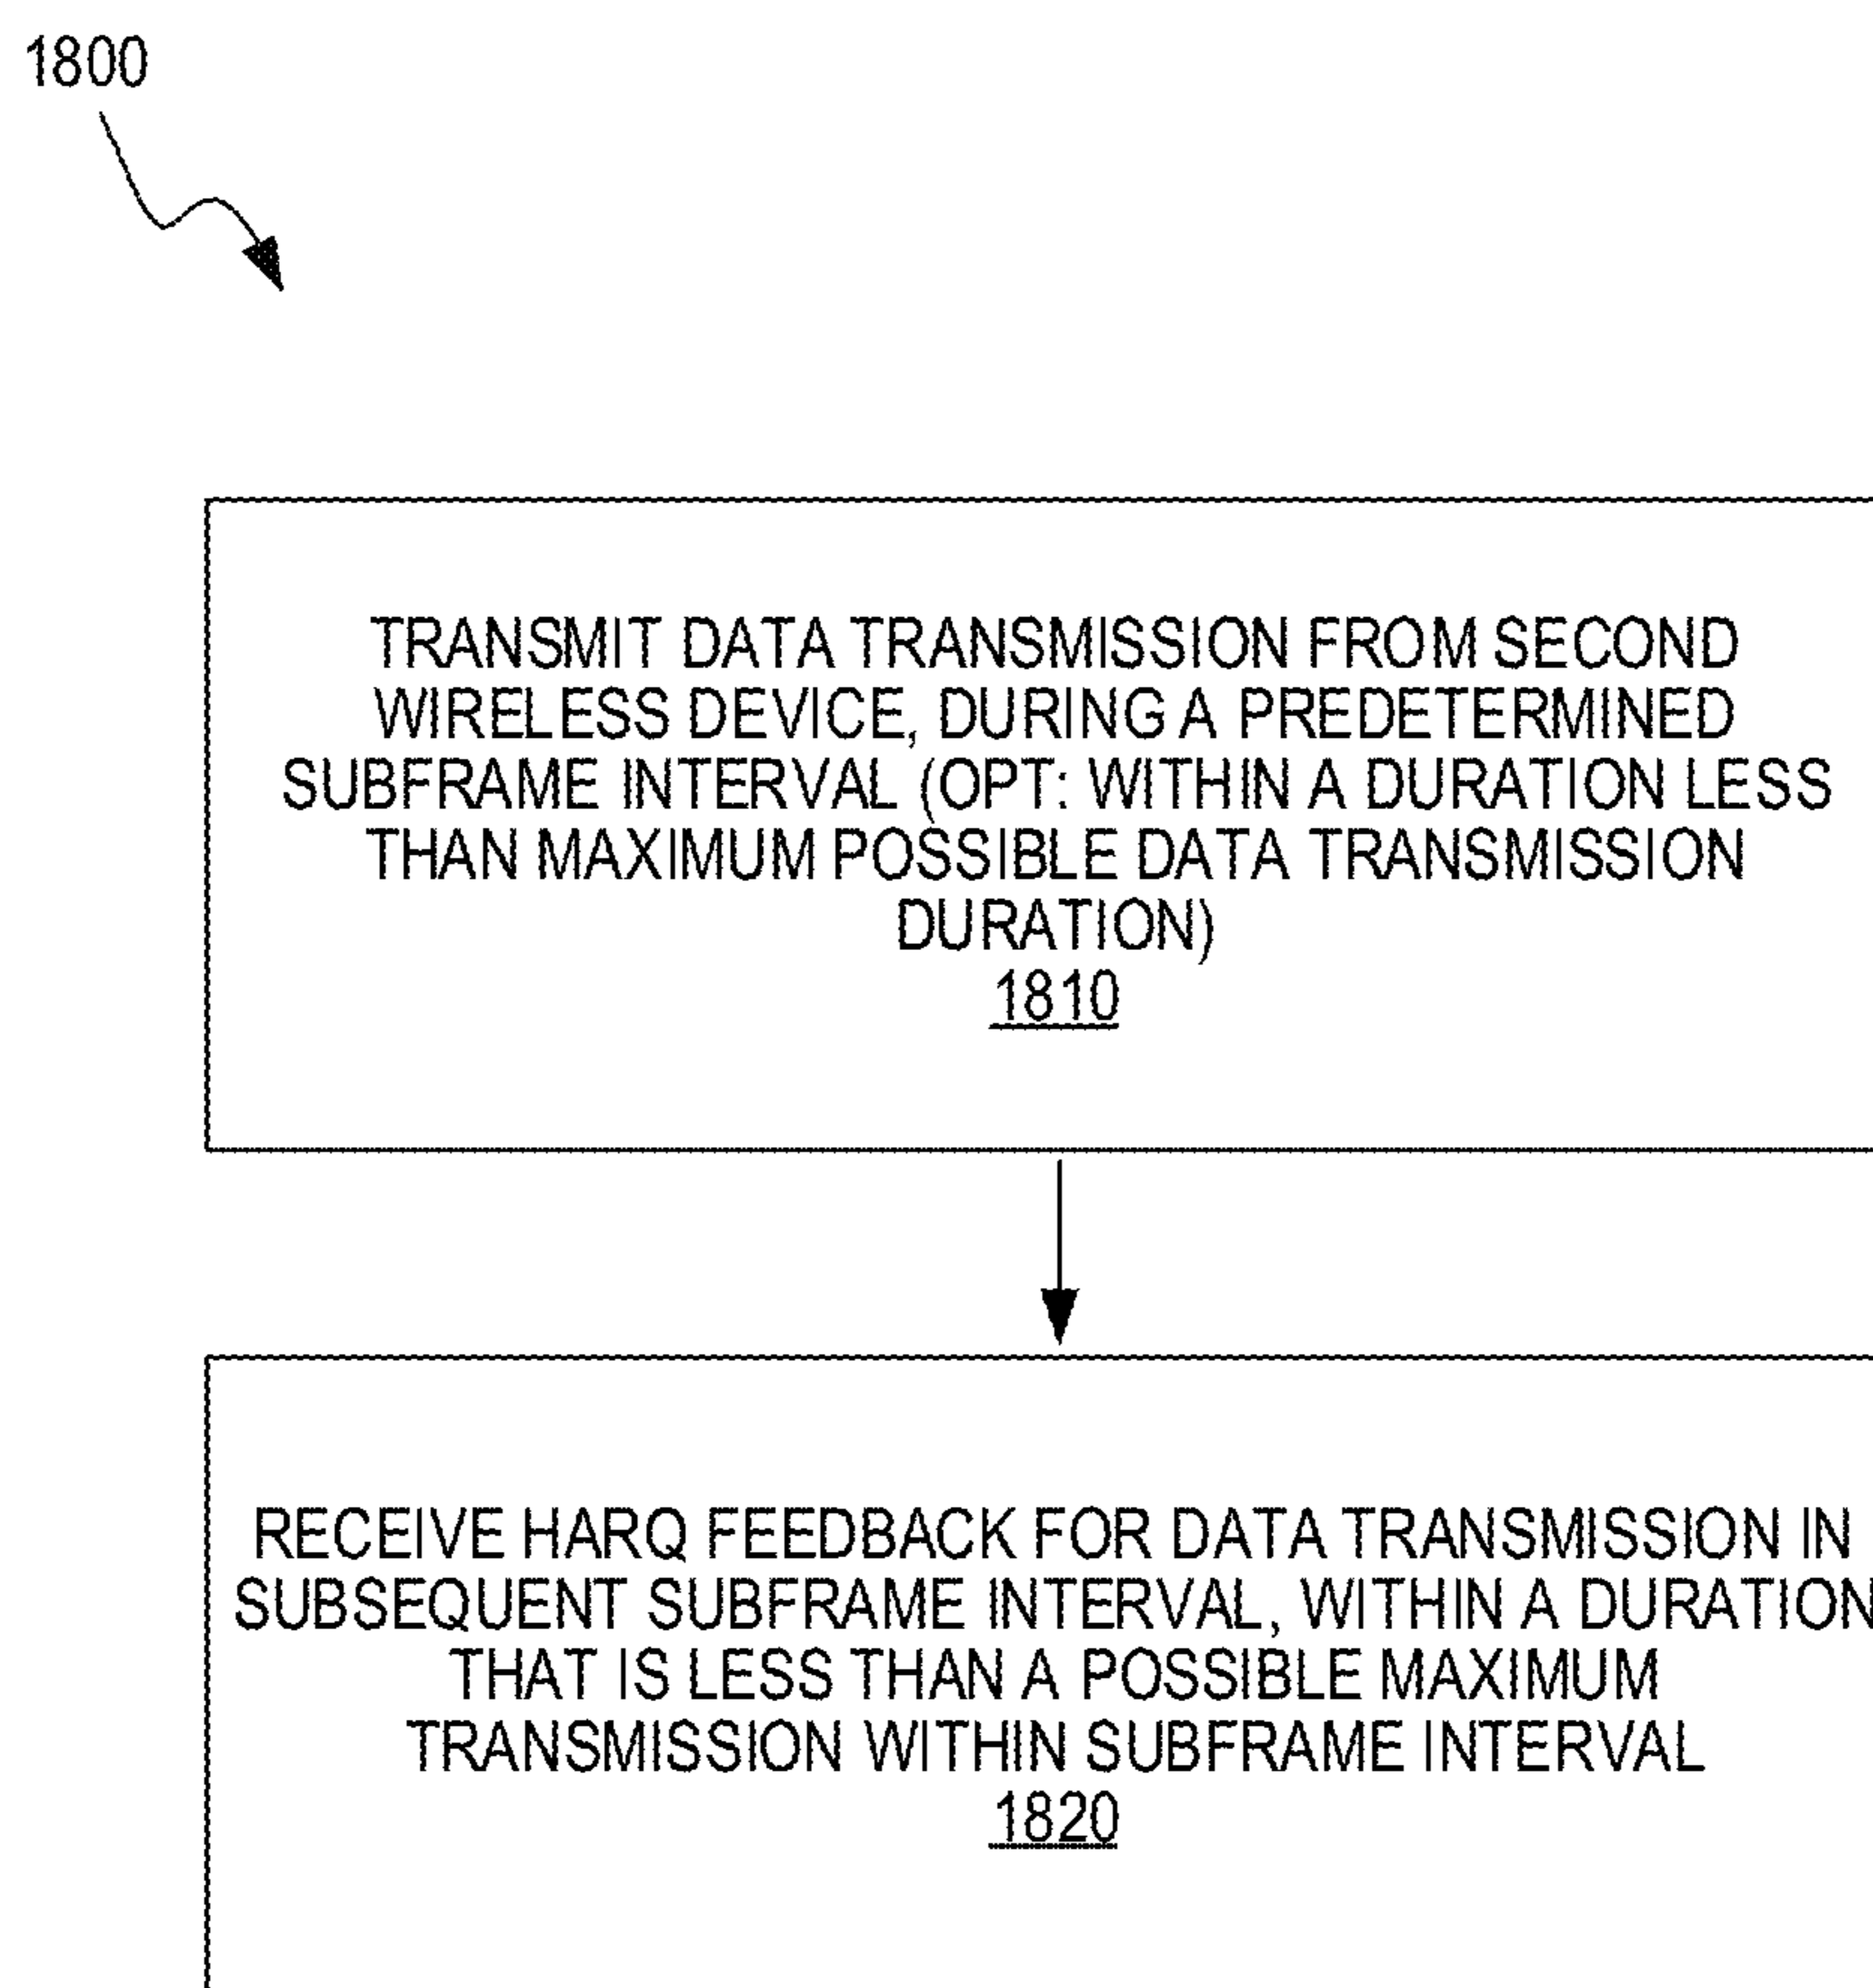 1800
TRANSMIT DATA TRANSMISSION FROM SECOND
WIRELESS DEVICE, DURING A PREDETERMINED
SUBFRAME INTERVAL (OPT: WITHIN A DURATION LESS
THAN MAXIMUM POSSIBLE DATA TRANSMISSION
DURATION)
1810
RECEIVE HARQ FEEDBACK FOR DATA TRANSMISSION IN
SUBSEQUENT SUBFRAME INTERVAL, WITHIN A DURATION
THAT IS LESS THAN A POSSIBLE MAXIMUM
TRANSMISSION WITHIN SUBFRAME INTERVAL
1820